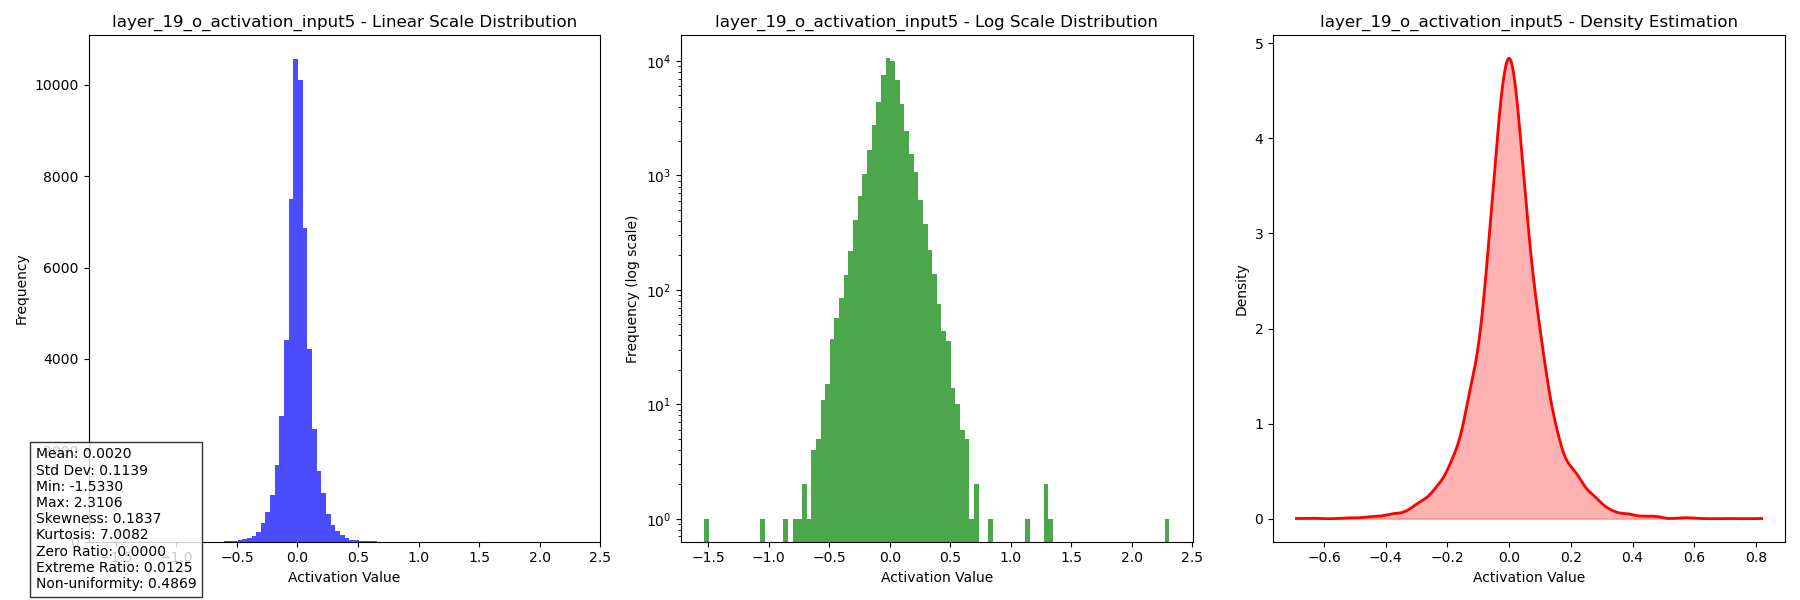 layer_19_o_activation_input5 - Linear Scale Distribution
Frequency
10000
8000
6000
4000
Mean: 0.0020
Std Dev: 0.1139
Min: -1.5330
Max: 2.3106
Skewness: 0.1837
Kurtosis: 7.0082
Zero Ratio: 0.0000
Extreme Ratio: 0.0125
Non-uniformity: 0.4869
−0.5 0.0 0.5 1.0 1.5 2.0 2.5
Activation Value
layer_19_o_activation_input5 - Log Scale Distribution
Frequency (log scale)
10⁴
10³
10²
10¹
10⁰
−1.5 −1.0 −0.5 0.0 0.5 1.0 1.5 2.0 2.5
Activation Value
layer_19_o_activation_input5 - Density Estimation
Density
5
4
3
2
1
0
−0.6 −0.4 −0.2 0.0 0.2 0.4 0.6 0.8
Activation Value